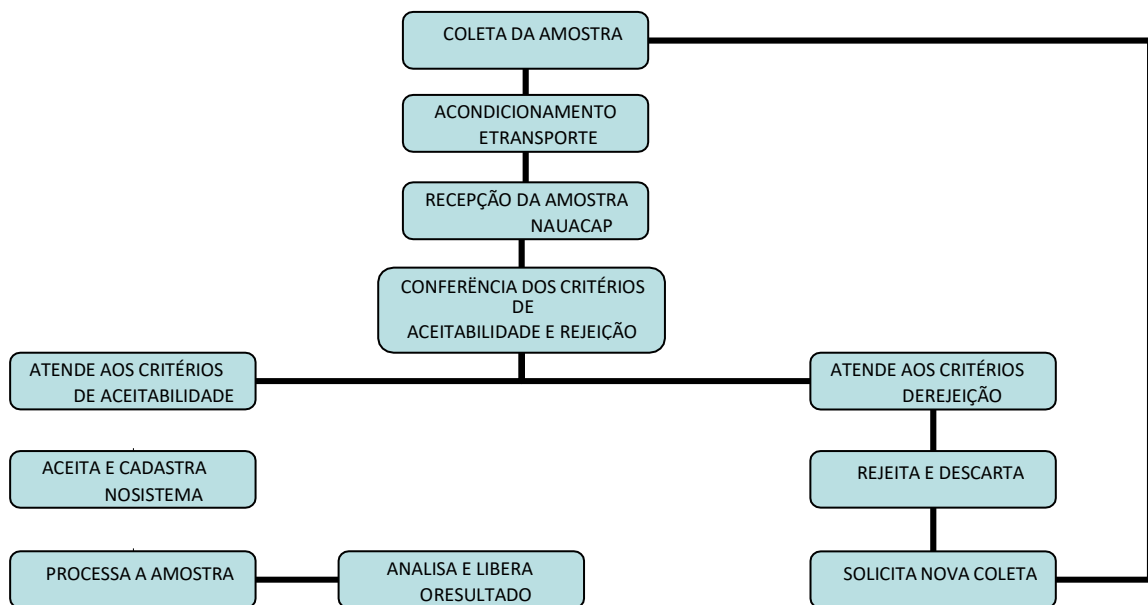 COLETA DA AMOSTRA
ACONDICIONAMENTO
ETRANSPORTE
RECEPÇÃO DA AMOSTRA
NAUACAP
CONFERËNCIA DOS CRITÉRIOS
DE
ACEITABILIDADE E REJEIÇÃO
ATENDE AOS CRITÉRIOS
DE ACEITABILIDADE
ATENDE AOS CRITÉRIOS
DEREJEIÇÃO
ACEITA E CADASTRA
NOSISTEMA
REJEITA E DESCARTA
PROCESSA A AMOSTRA
ANALISA E LIBERA
ORESULTADO
SOLICITA NOVA COLETA